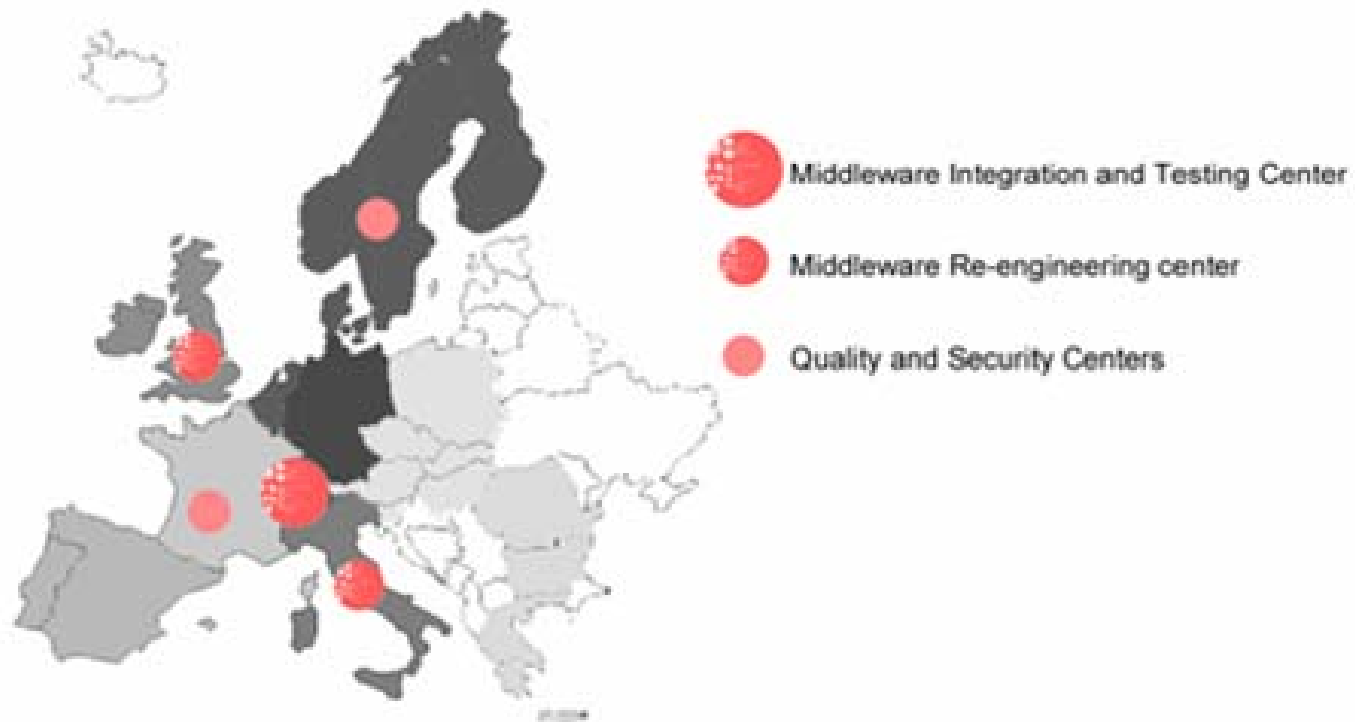 Middleware Integration and Testing Center
Middleware Re-engineering center
Quality and Security Centers